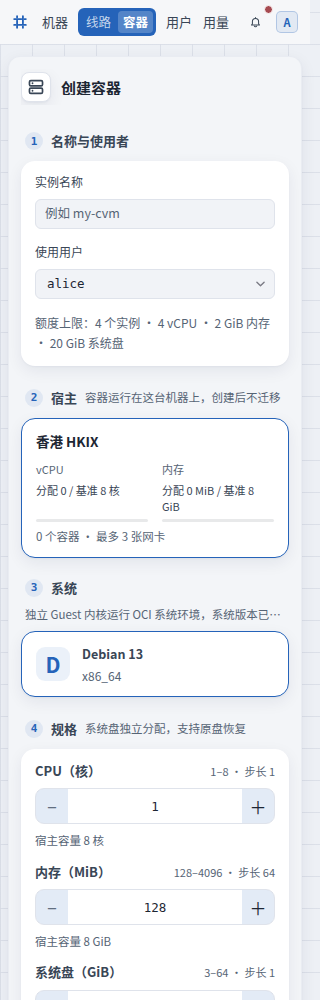 机器 线路 容器 用户 用量 A
创建容器
1 名称与使用者
实例名称
例如 my-cvm
使用用户
alice
额度上限：4 个实例 · 4 vCPU · 2 GiB 内存
· 20 GiB 系统盘
2 宿主 容器运行在这台机器上，创建后不迁移
香港 HKIX
vCPU 内存
分配 0 / 基准 8 核 分配 0 MiB / 基准 8
GiB
0 个容器 · 最多 3 张网卡
3 系统
独立 Guest 内核运行 OCI 系统环境，系统版本已…
D Debian 13
x86_64
4 规格 系统盘独立分配，支持原盘恢复
CPU（核） 1–8 · 步长 1
− 1 +
宿主容量 8 核
内存（MiB） 128–4096 · 步长 64
− 128 +
宿主容量 8 GiB
系统盘（GiB） 3–64 · 步长 1